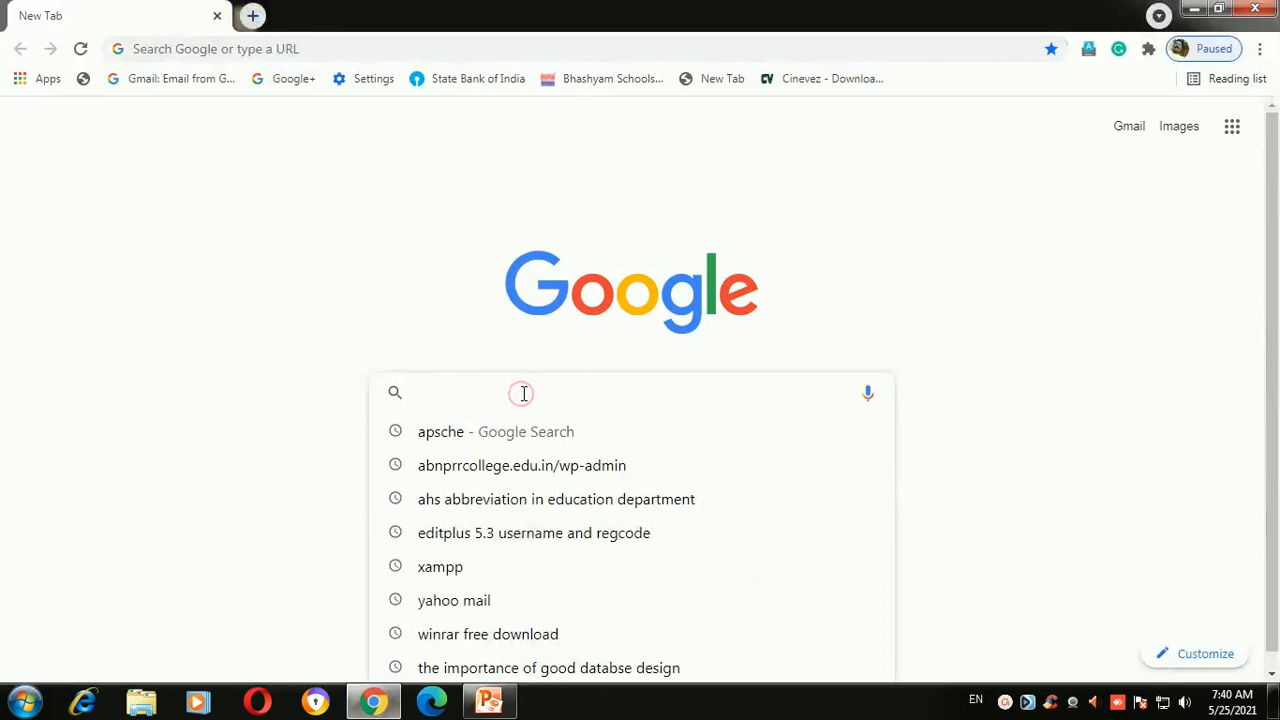 New Tab
Search Google or type a URL
Paused
Apps
Gmail: Email from G...
Google+
Settings
State Bank of India
Bhashyam Schools...
New Tab
CV Cinevez - Downloa...
Reading list
Gmail
Images
Google
apsche - Google Search
abnprrcollege.edu.in/wp-admin
ahs abbreviation in education department
editplus 5.3 username and regcode
xampp
yahoo mail
winrar free download
the importance of good databse design
Customize
EN
7:40 AM
5/25/2021